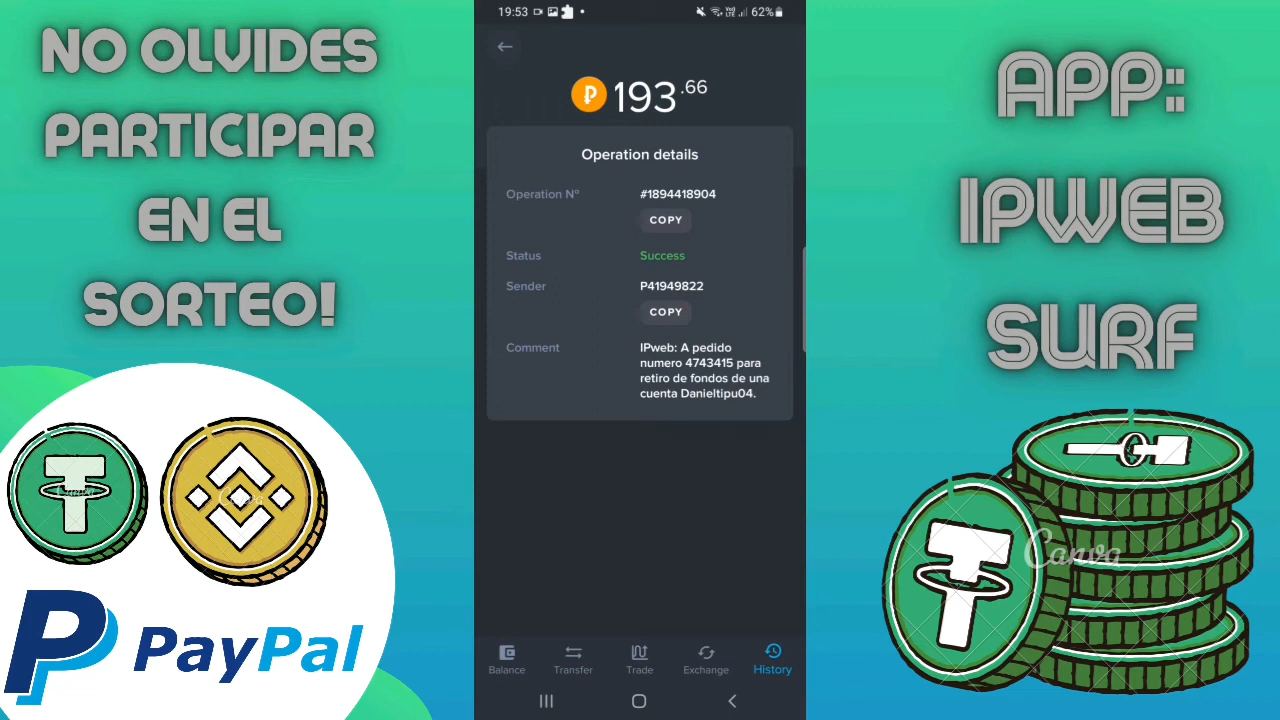 NO OLVIDES
PARTICIPAR
EN EL
SORTEO!
PayPal
19:53
62%
193.66
Operation details
Operation Nº #1894418904
COPY
Status Success
Sender P41949822
COPY
Comment IPweb: A pedido
numero 4743415 para
retiro de fondos de una
cuenta Danieltipu04.
Balance Transfer Trade Exchange History
APP:
IPWEB
SURF
Canva